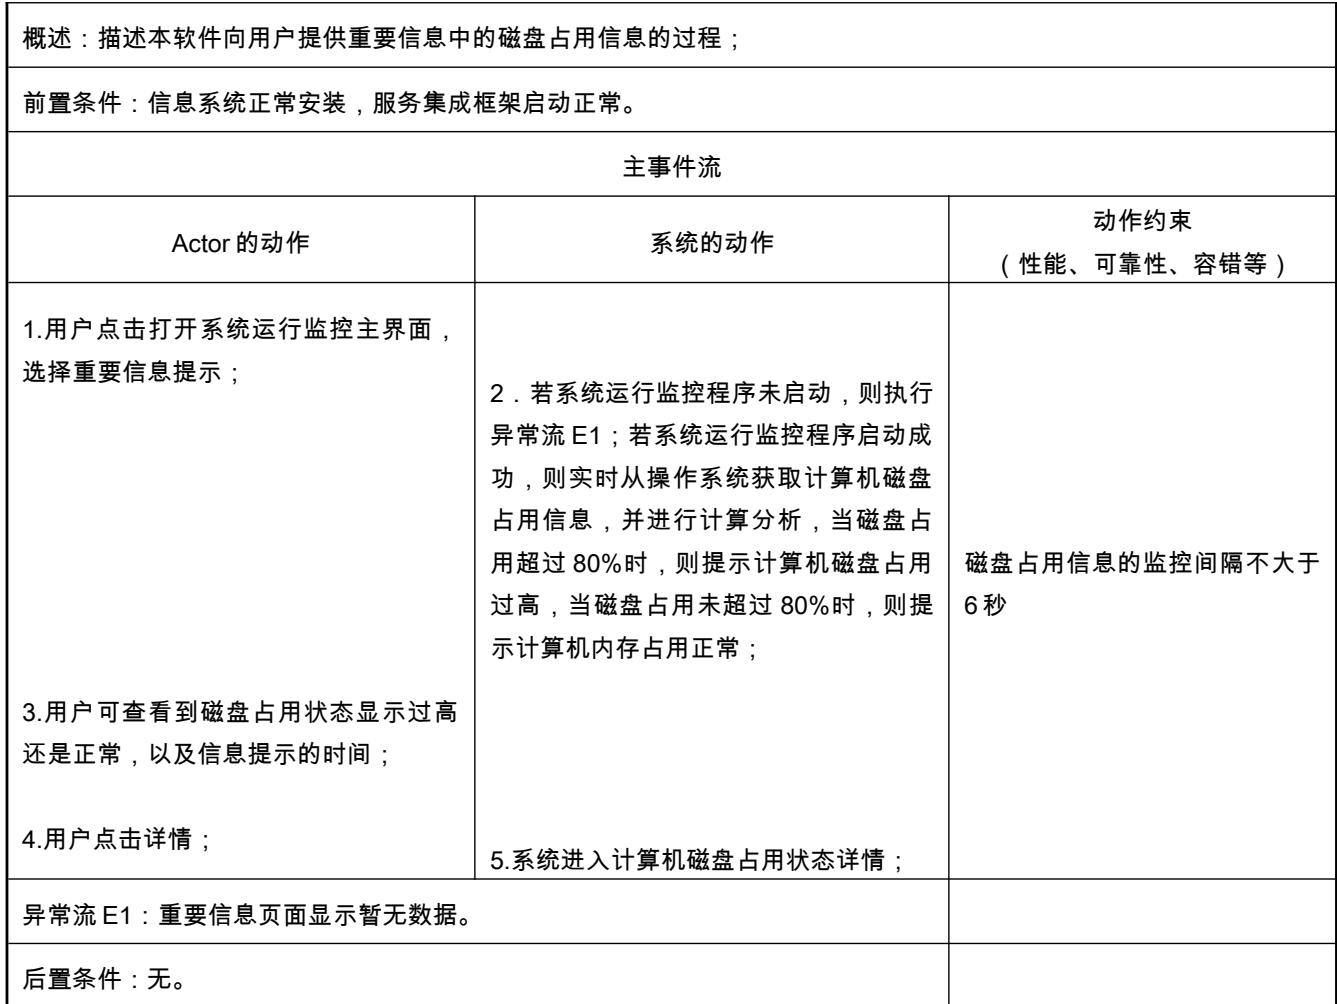 概述：描述本软件向用户提供重要信息中的磁盘占用信息的过程；
前置条件：信息系统正常安装，服务集成框架启动正常。
主事件流
Actor 的动作
系统的动作
动作约束
（性能、可靠性、容错等）
1.用户点击打开系统运行监控主界面，
选择重要信息提示；
2．若系统运行监控程序未启动，则执行
异常流 E1；若系统运行监控程序启动成
功，则实时从操作系统获取计算机磁盘
占用信息，并进行计算分析，当磁盘占
用超过 80%时，则提示计算机磁盘占用
过高，当磁盘占用未超过 80%时，则提
示计算机内存占用正常；
磁盘占用信息的监控间隔不大于
6 秒
3.用户可查看到磁盘占用状态显示过高
还是正常，以及信息提示的时间；
4.用户点击详情；
5.系统进入计算机磁盘占用状态详情；
异常流 E1：重要信息页面显示暂无数据。
后置条件：无。